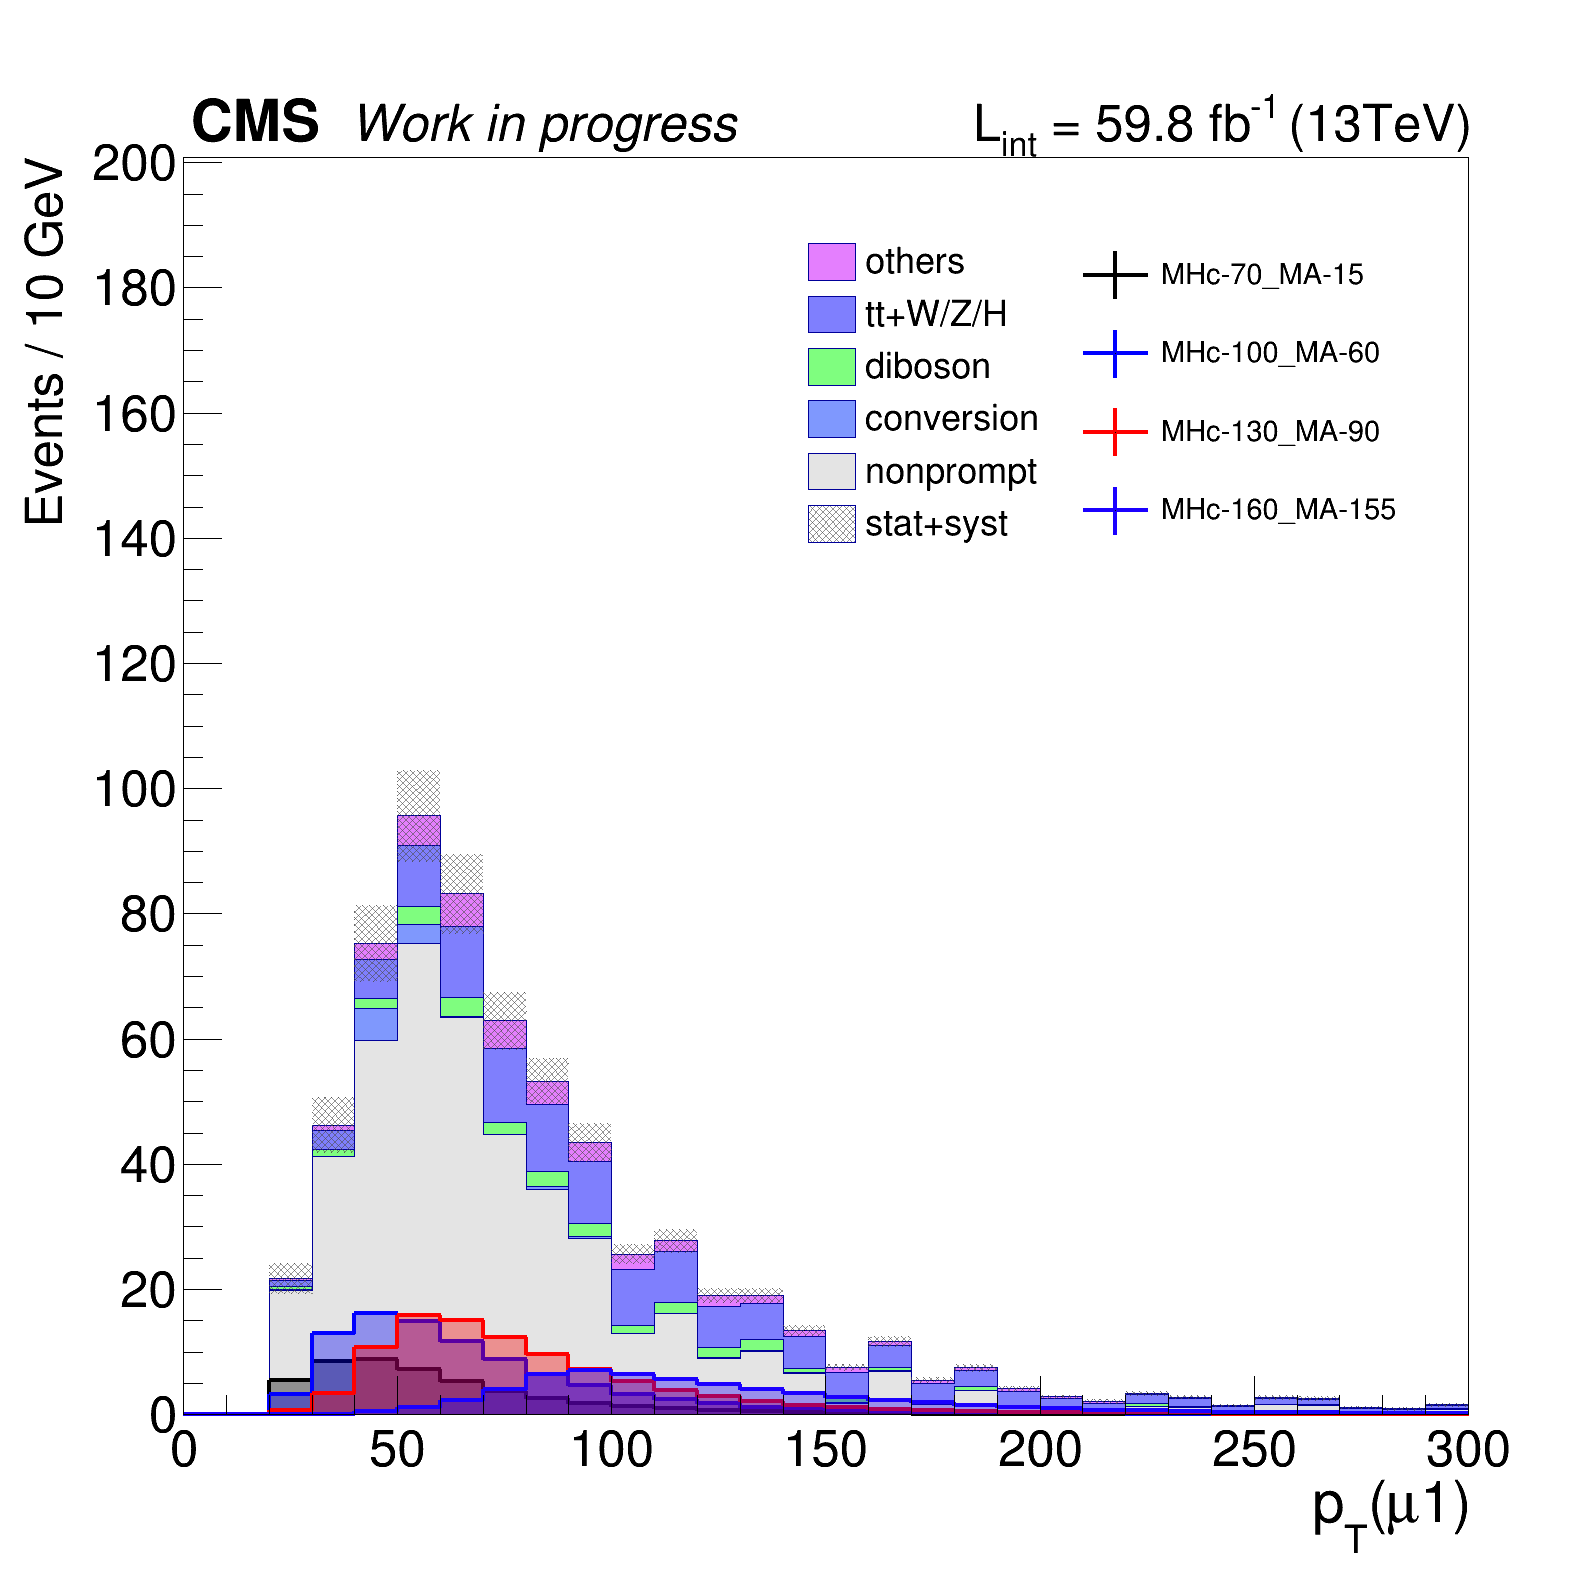 CMS Work in progress
L_int = 59.8 fb^-1 (13TeV)
Events / 10 GeV
200
180
160
140
120
100
80
60
40
20
0
others
tt+W/Z/H
diboson
conversion
nonprompt
stat+syst
MHc-70_MA-15
MHc-100_MA-60
MHc-130_MA-90
MHc-160_MA-155
0 50 100 150 200 250 300
p_T(μ1)